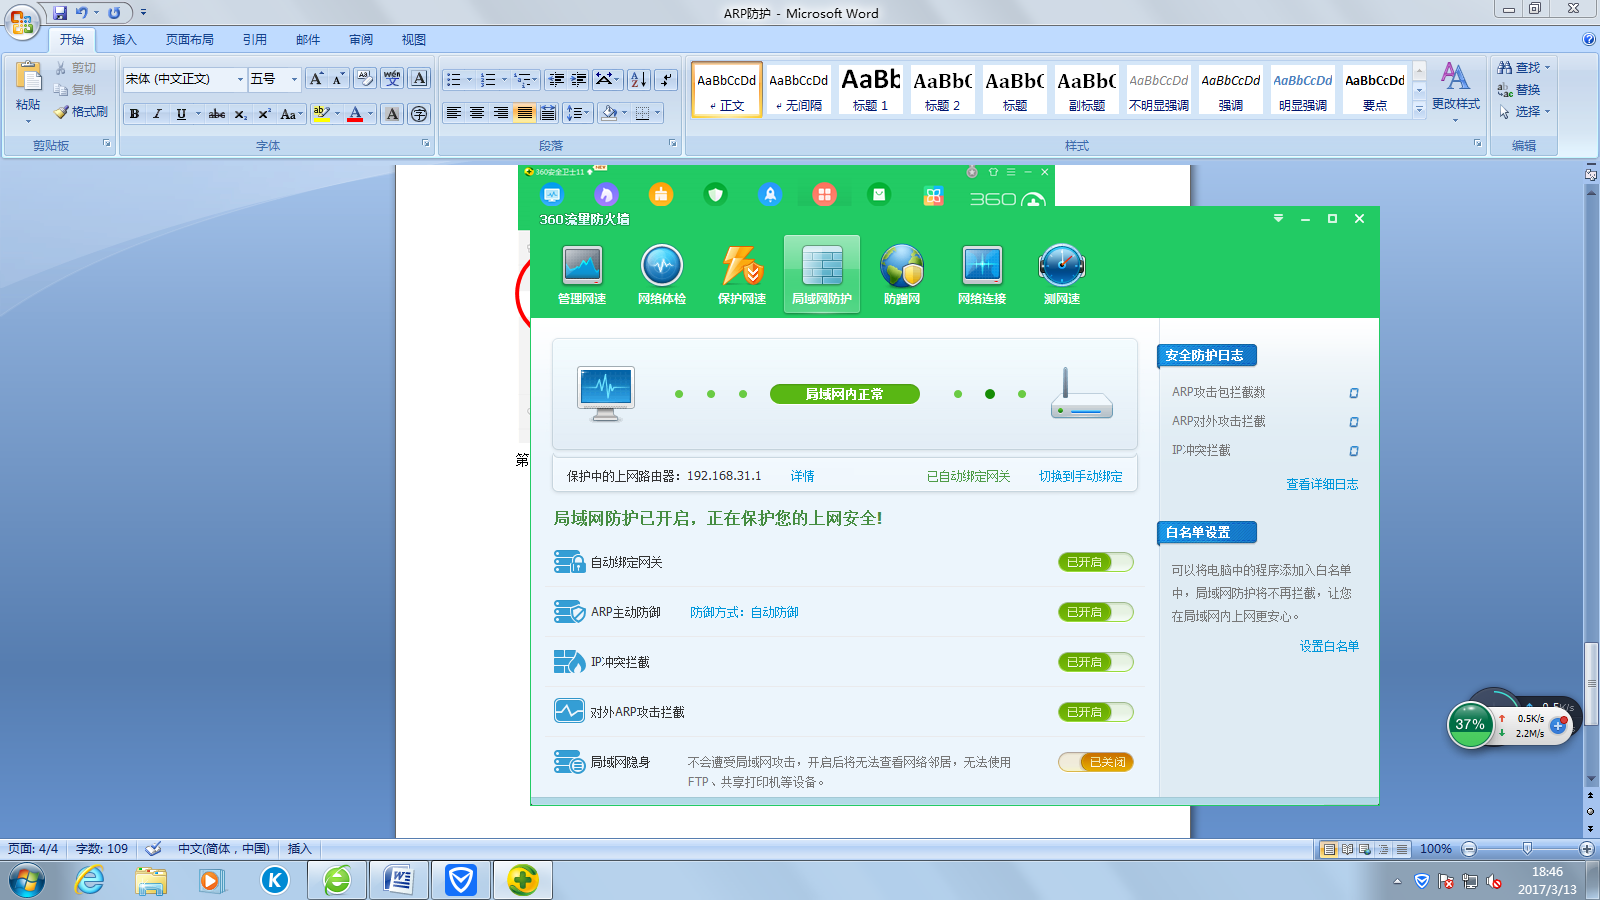 ARP防护 - Microsoft Word
开始 插入 页面布局 引用 邮件 审阅 视图
粘贴
剪切
复制
格式刷
剪贴板
宋体 (中文正文) 五号
字体
段落
AaBbCcDd AaBbCcDd AaBb AaBbC AaBbC AaBbC AaBbCcDd AaBbCcDd AaBbCcDd AaBbCcDd
正文 无间隔 标题 1 标题 2 标题 副标题 不明显强调 强调 明显强调 要点
更改样式
样式
查找
替换
选择
编辑
360安全卫士11
360
360流量防火墙
管理网速 网络体检 保护网速 局域网防护 防蹭网 网络连接 测网速
局域网内正常
第
保护中的上网路由器：192.168.31.1 详情 已自动绑定网关 切换到手动绑定
局域网防护已开启，正在保护您的上网安全!
自动绑定网关 已开启
ARP主动防御 防御方式：自动防御 已开启
IP冲突拦截 已开启
对外ARP攻击拦截 已开启
局域网隐身 不会遭受局域网攻击，开启后将无法查看网络邻居，无法使用
FTP、共享打印机等设备。
已关闭
安全防护日志
ARP攻击包拦截数 0
ARP对外攻击拦截 0
IP冲突拦截 0
查看详细日志
白名单设置
可以将电脑中的程序添加入白名单
中，局域网防护将不再拦截，让您
在局域网内上网更安心。
设置白名单
37%
0.5K/s
2.2M/s
页面: 4/4 字数: 109 中文(简体，中国) 插入
100%
18:46
2017/3/13